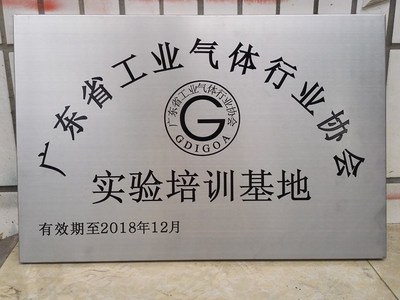 广东省工业气体行业协会
广东省工业气体行业协会
G
GDIGOA
实验培训基地
有效期至2018年12月